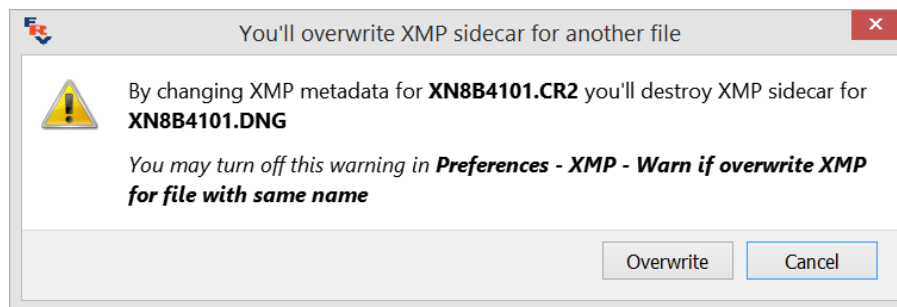 FRV
You'll overwrite XMP sidecar for another file
By changing XMP metadata for XN8B4101.CR2 you'll destroy XMP sidecar for
XN8B4101.DNG
You may turn off this warning in Preferences - XMP - Warn if overwrite XMP
for file with same name
Overwrite
Cancel